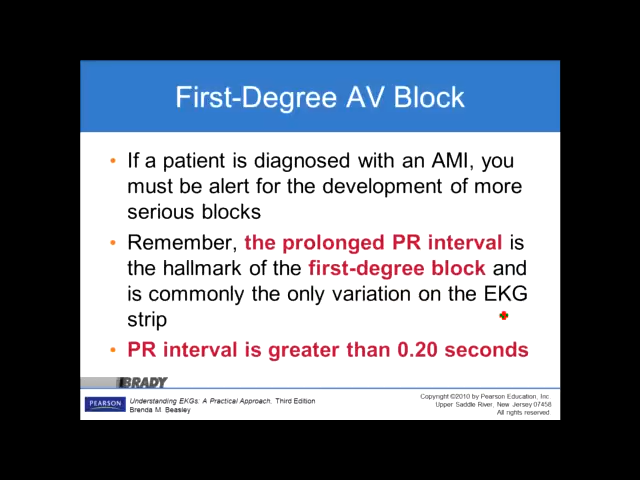 First-Degree AV Block
• If a patient is diagnosed with an AMI, you
must be alert for the development of more
serious blocks
• Remember, the prolonged PR interval is
the hallmark of the first-degree block and
is commonly the only variation on the EKG
strip
• PR interval is greater than 0.20 seconds
BRADY
PEARSON
Understanding EKGs: A Practical Approach, Third Edition
Brenda M. Beasley
Copyright ©2010 by Pearson Education, Inc.
Upper Saddle River, New Jersey 07458
All rights reserved